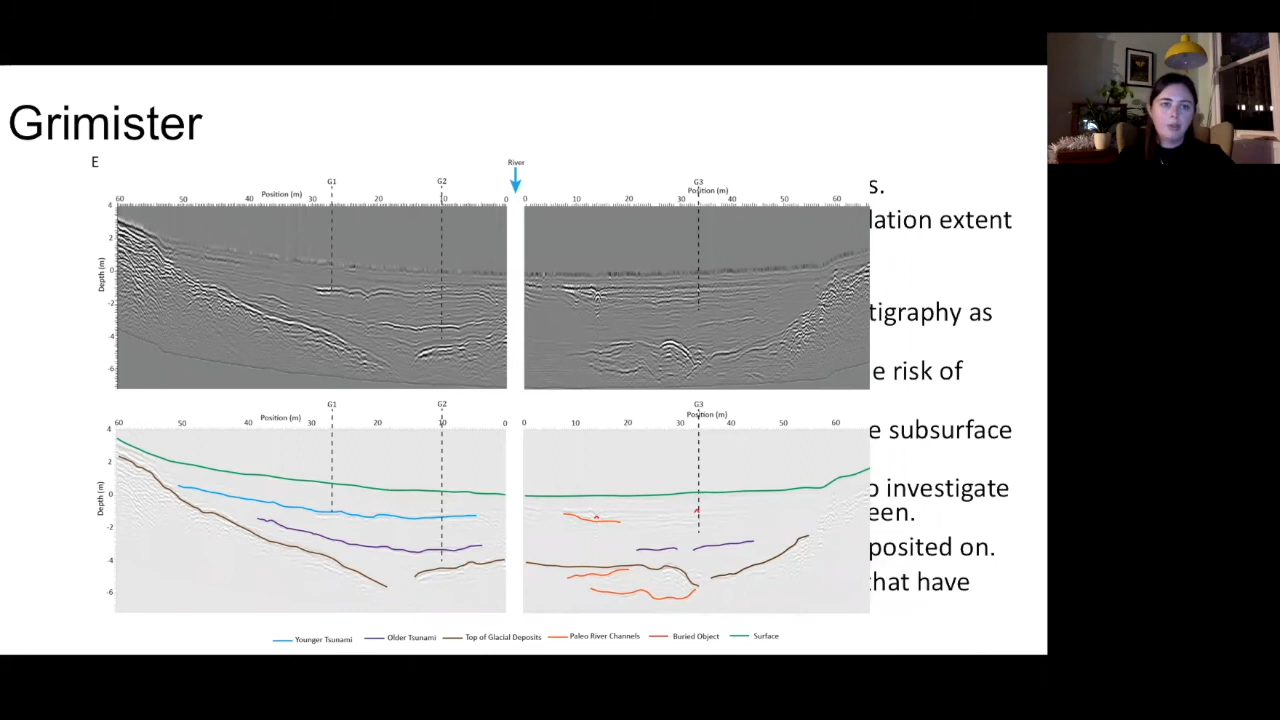 Grimister
E
River
G1 G2 G3
Position (m) Position (m)
60 50 40 30 20 10 0 0 10 20 30 40 50 60
4
2
0
-2
-4
-6
Depth (m)
s.
lation extent
tigraphy as
e risk of
e subsurface
o investigate
een.
posited on.
that have
G1 G2 G3
Position (m) Position (m)
60 50 40 30 20 10 0 0 10 20 30 40 50 60
4
2
0
-2
-4
-6
Depth (m)
Younger Tsunami Older Tsunami Top of Glacial Deposits Paleo River Channels Buried Object Surface